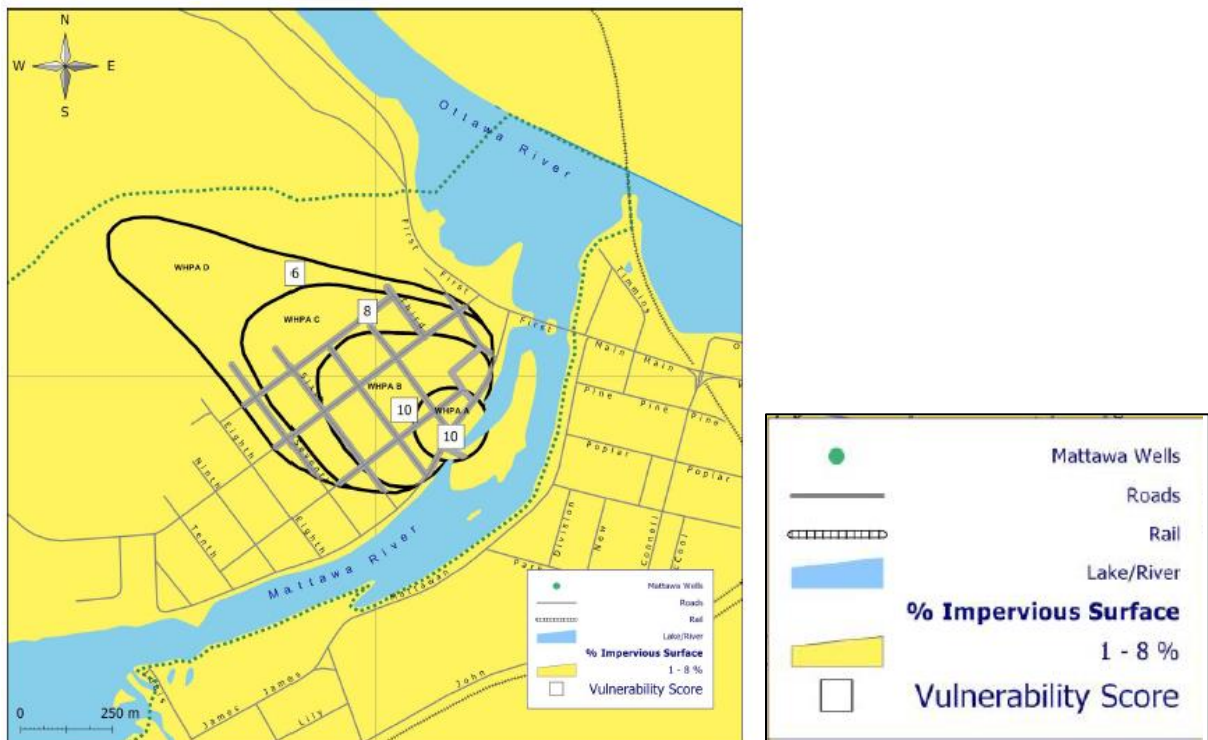 N
W E
S
Ottawa River
First
First
First
Timmins
WHPA D
6
WHPA C
8
Third
Main Main
Pine Pine Pine
WHPA B
10
WHPA A
10
Poplar Poplar
Eighth
Seventh
Ninth
Tenth
Eighth
Division
New
Connell
Mattawa River
Mattawan
James James
Lily
John
0 250 m
Mattawa Wells
Roads
Rail
Lake/River
% Impervious Surface
1 - 8 %
Vulnerability Score
Mattawa Wells
Roads
Rail
Lake/River
% Impervious Surface
1 - 8 %
Vulnerability Score